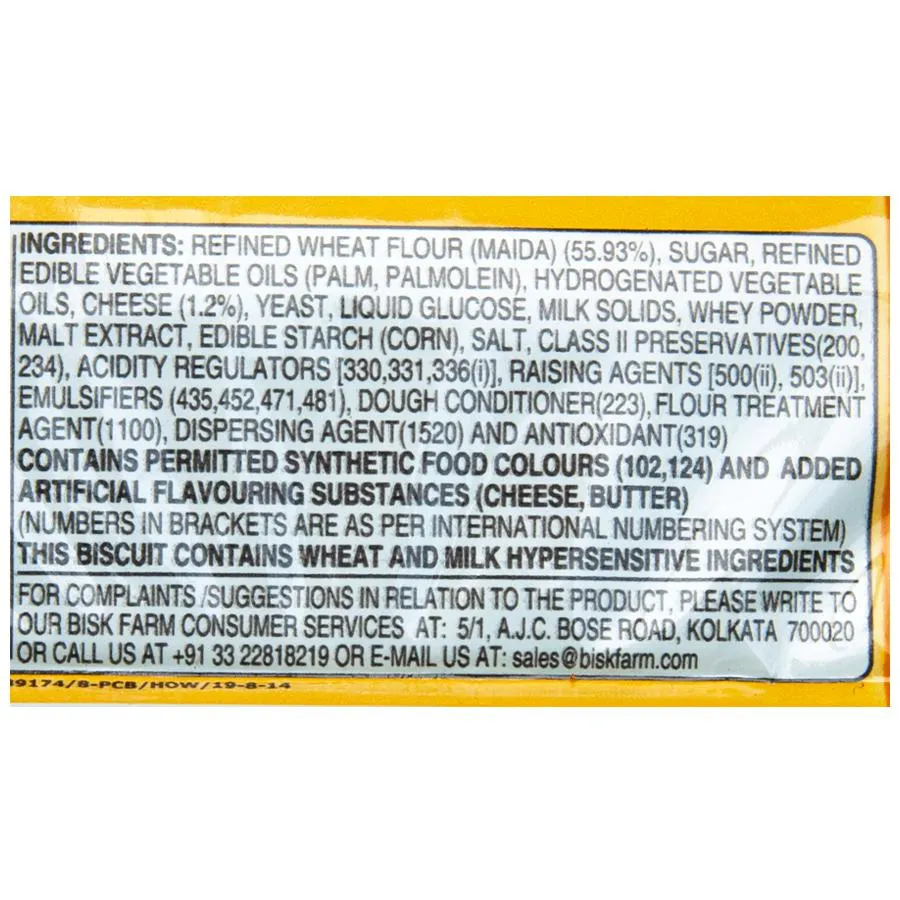 INGREDIENTS: REFINED WHEAT FLOUR (MAIDA) (55.93%), SUGAR, REFINED
EDIBLE VEGETABLE OILS (PALM, PALMOLEIN), HYDROGENATED VEGETABLE
OILS, CHEESE (1.2%), YEAST, LIQUID GLUCOSE, MILK SOLIDS, WHEY POWDER,
MALT EXTRACT, EDIBLE STARCH (CORN), SALT, CLASS II PRESERVATIVES(200,
234), ACIDITY REGULATORS [330,331,336(i)], RAISING AGENTS [500(ii), 503(ii)],
EMULSIFIERS (435,452,471,481), DOUGH CONDITIONER(223), FLOUR TREATMENT
AGENT(1100), DISPERSING AGENT(1520) AND ANTIOXIDANT(319)
CONTAINS PERMITTED SYNTHETIC FOOD COLOURS (102,124) AND ADDED
ARTIFICIAL FLAVOURING SUBSTANCES (CHEESE, BUTTER)
(NUMBERS IN BRACKETS ARE AS PER INTERNATIONAL NUMBERING SYSTEM)
THIS BISCUIT CONTAINS WHEAT AND MILK HYPERSENSITIVE INGREDIENTS
FOR COMPLAINTS /SUGGESTIONS IN RELATION TO THE PRODUCT, PLEASE WRITE TO
OUR BISK FARM CONSUMER SERVICES AT: 5/1, A.J.C. BOSE ROAD, KOLKATA 700020
OR CALL US AT +91 33 22818219 OR E-MAIL US AT: sales@biskfarm.com
9174/8-PCB/HOW/19-8-14